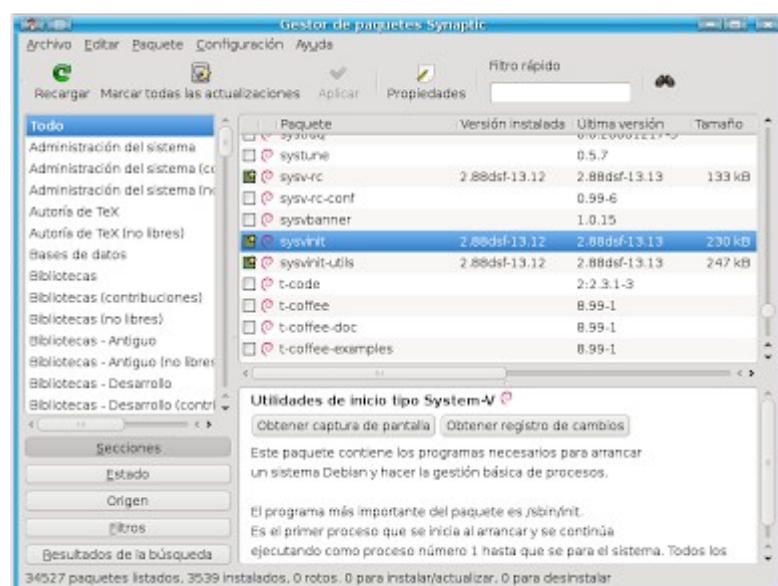 Gestor de paquetes Synaptic
Archivo Editar Paquete Configuración Ayuda
Recargar Marcar todas las actualizaciones Aplicar Propiedades Filtro rápido
Todo
Administración del sistema
Administración del sistema (co
Administración del sistema (no
Autoría de TeX
Autoría de TeX (no libres)
Bases de datos
Bibliotecas
Bibliotecas (contribuciones)
Bibliotecas (no libres)
Bibliotecas - Antiguo
Bibliotecas - Antiguo (no libres
Bibliotecas - Desarrollo
Bibliotecas - Desarrollo (contri
Secciones
Estado
Origen
Filtros
Resultados de la búsqueda
Paquete Versión instalada Última versión Tamaño
systune 0.5.7
sysv-rc 2.88dsf-13.12 2.88dsf-13.13 133 kB
sysv-rc-conf 0.99-6
sysvbanner 1.0.15
sysvinit 2.88dsf-13.12 2.88dsf-13.13 230 kB
sysvinit-utils 2.88dsf-13.12 2.88dsf-13.13 247 kB
t-code 2:2.3.1-3
t-coffee 8.99-1
t-coffee-doc 8.99-1
t-coffee-examples 8.99-1
Utilidades de inicio tipo System-V
Obtener captura de pantalla Obtener registro de cambios
Este paquete contiene los programas necesarios para arrancar
un sistema Debian y hacer la gestión básica de procesos.
El programa más importante del paquete es /sbin/init.
Es el primer proceso que se inicia al arrancar y se continúa
ejecutando como proceso número 1 hasta que se para el sistema. Todos los
34527 paquetes listados, 3539 instalados, 0 rotos. 0 para instalar/actualizar, 0 para desinstalar